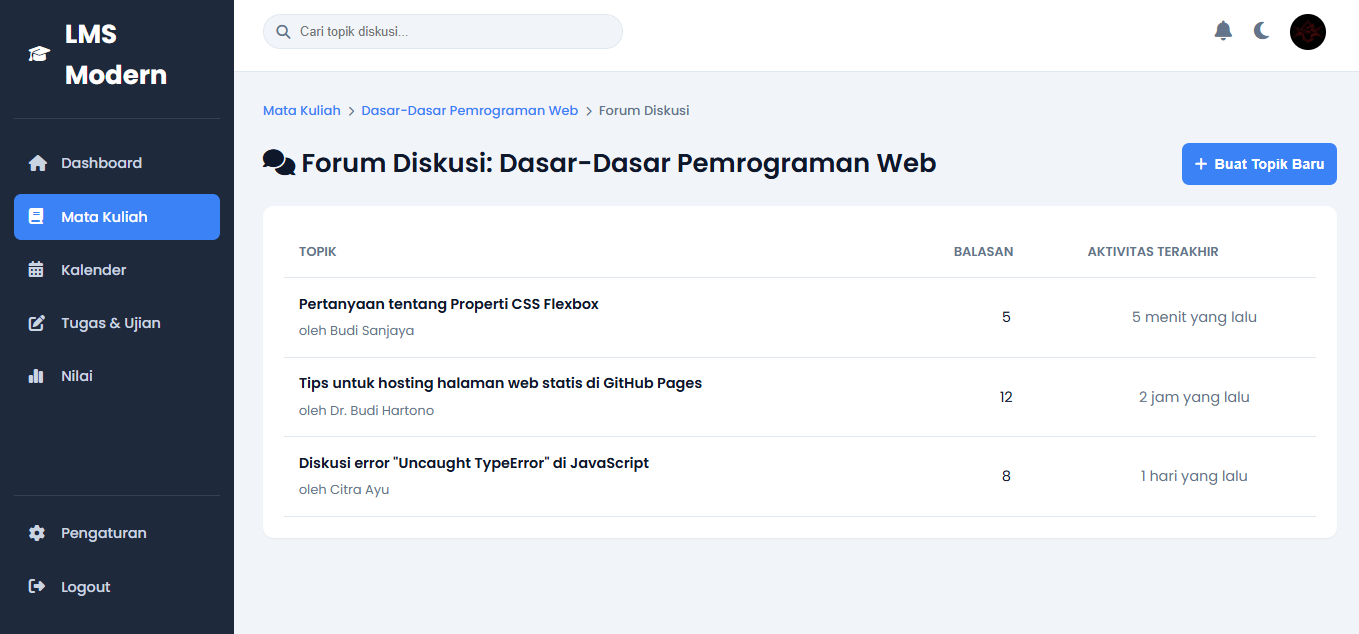 LMS
Modern
Cari topik diskusi...
Dashboard
Mata Kuliah
Kalender
Tugas & Ujian
Nilai
Pengaturan
Logout
Mata Kuliah > Dasar-Dasar Pemrograman Web > Forum Diskusi
Forum Diskusi: Dasar-Dasar Pemrograman Web
+ Buat Topik Baru
TOPIK BALASAN AKTIVITAS TERAKHIR
Pertanyaan tentang Properti CSS Flexbox
oleh Budi Sanjaya
5 5 menit yang lalu
Tips untuk hosting halaman web statis di GitHub Pages
oleh Dr. Budi Hartono
12 2 jam yang lalu
Diskusi error "Uncaught TypeError" di JavaScript
oleh Citra Ayu
8 1 hari yang lalu